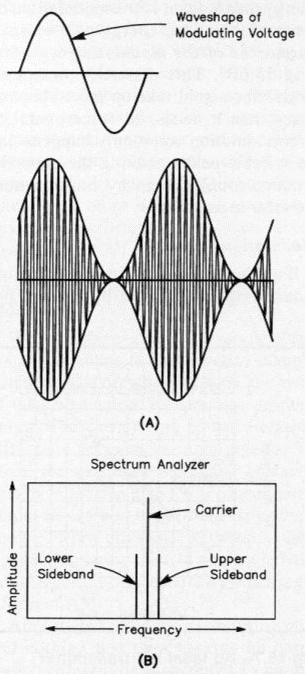 Waveshape of
Modulating Voltage
(A)
Spectrum Analyzer
Carrier
Lower
Sideband
Upper
Sideband
Amplitude
Frequency
(B)